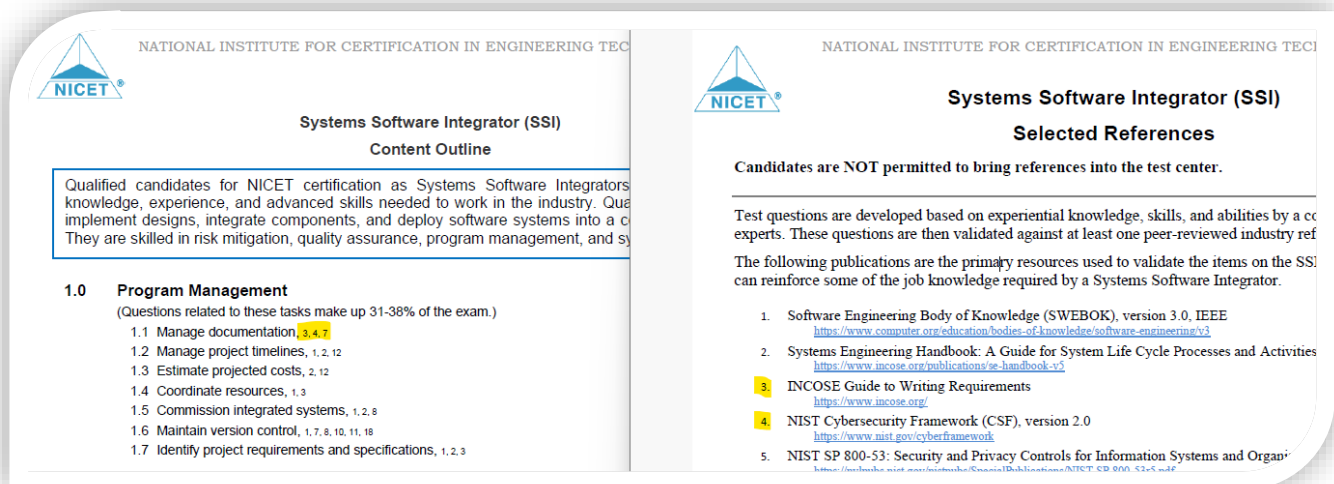 NATIONAL INSTITUTE FOR CERTIFICATION IN ENGINEERING TEC
NICET®
Systems Software Integrator (SSI)
Content Outline
Qualified candidates for NICET certification as Systems Software Integrators
knowledge, experience, and advanced skills needed to work in the industry. Qua
implement designs, integrate components, and deploy software systems into a c
They are skilled in risk mitigation, quality assurance, program management, and sy
1.0 Program Management
(Questions related to these tasks make up 31-38% of the exam.)
1.1 Manage documentation, 3, 4, 7
1.2 Manage project timelines, 1, 2, 12
1.3 Estimate projected costs, 2, 12
1.4 Coordinate resources, 1, 3
1.5 Commission integrated systems, 1, 2, 8
1.6 Maintain version control, 1, 7, 8, 10, 11, 18
1.7 Identify project requirements and specifications, 1, 2, 3
NATIONAL INSTITUTE FOR CERTIFICATION IN ENGINEERING TEC
NICET®
Systems Software Integrator (SSI)
Selected References
Candidates are NOT permitted to bring references into the test center.
Test questions are developed based on experiential knowledge, skills, and abilities by a co
experts. These questions are then validated against at least one peer-reviewed industry ref
The following publications are the primary resources used to validate the items on the SSI
can reinforce some of the job knowledge required by a Systems Software Integrator.
1. Software Engineering Body of Knowledge (SWEBOK), version 3.0, IEEE
https://www.computer.org/education/bodies-of-knowledge/software-engineering/v3
2. Systems Engineering Handbook: A Guide for System Life Cycle Processes and Activities
https://www.incose.org/publications/se-handbook-v5
3. INCOSE Guide to Writing Requirements
https://www.incose.org/
4. NIST Cybersecurity Framework (CSF), version 2.0
https://www.nist.gov/cyberframework
5. NIST SP 800-53: Security and Privacy Controls for Information Systems and Organi
https://nvlpubs.nist.gov/nistpubs/SpecialPublications/NIST.SP.800-53r5.pdf